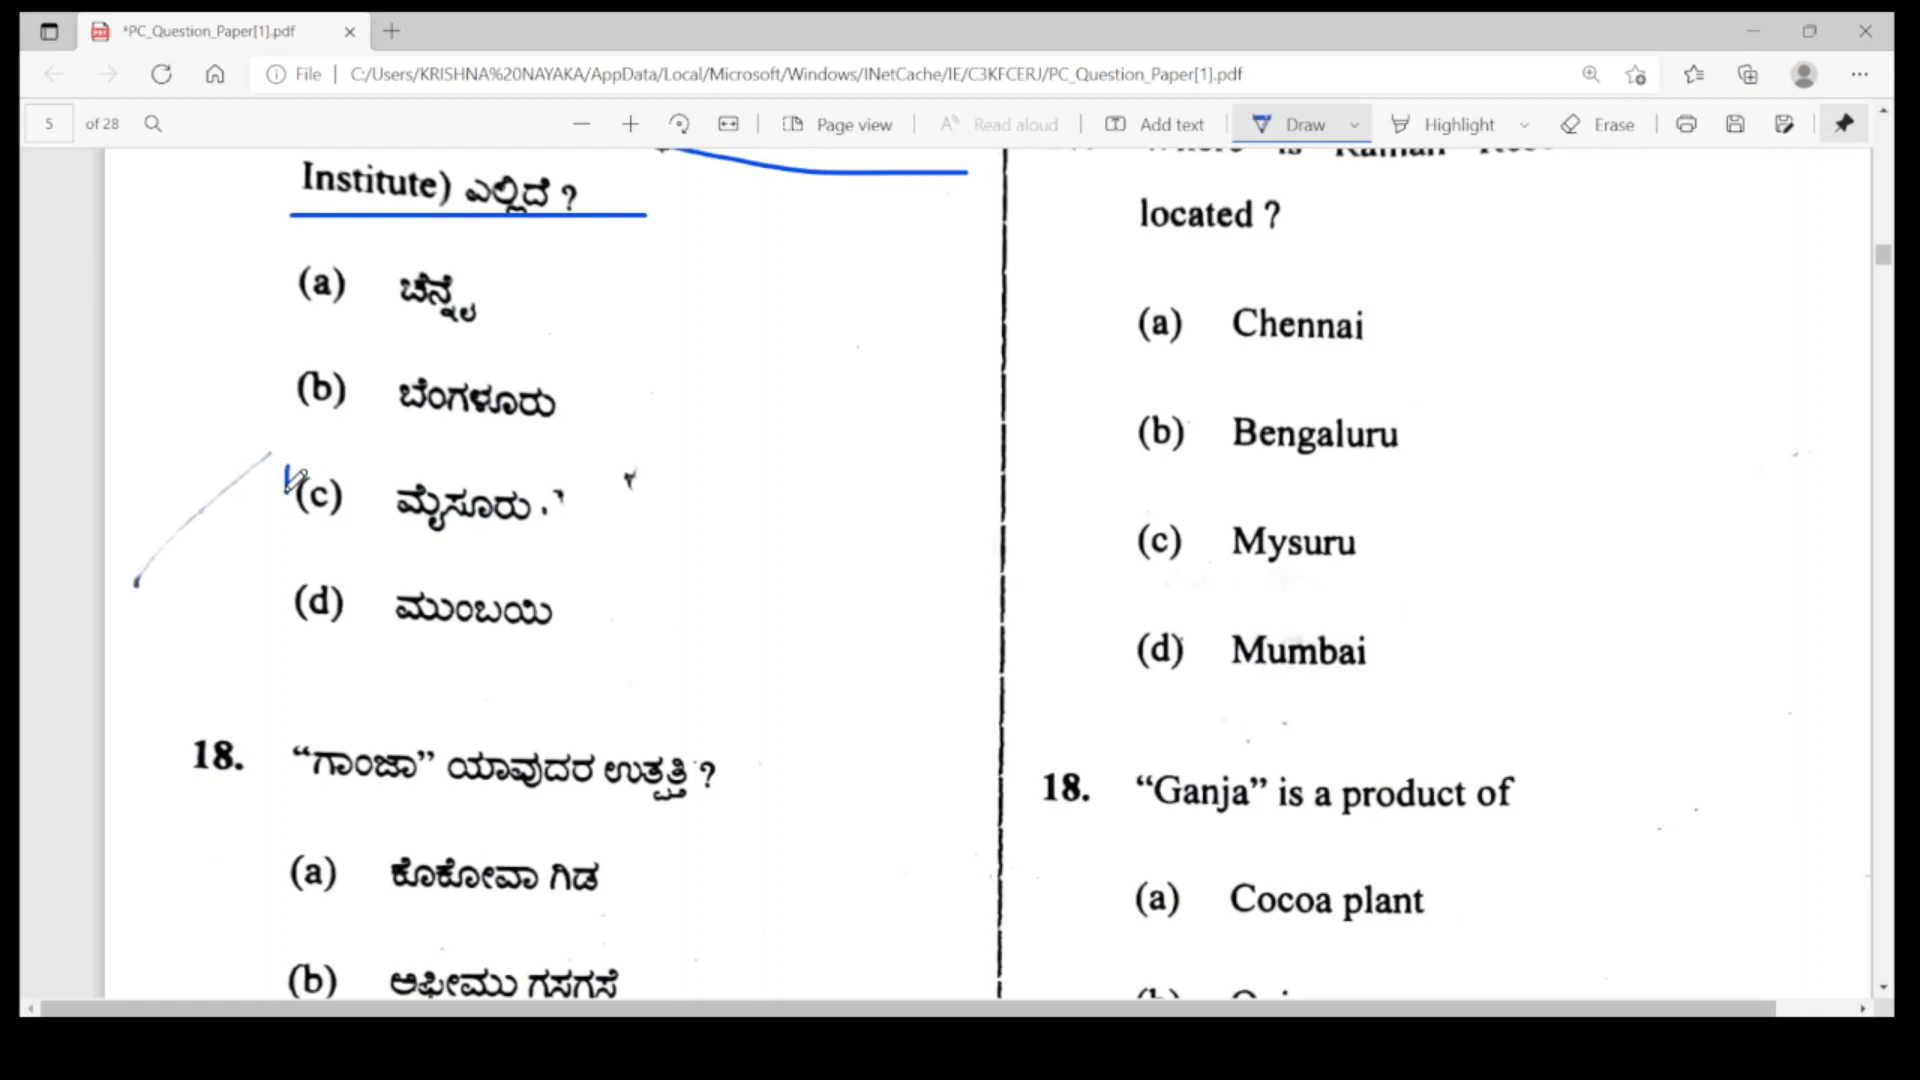 *PC_Question_Paper[1].pdf
File | C:/Users/KRISHNA%20NAYAKA/AppData/Local/Microsoft/Windows/INetCache/IE/C3KFCERJ/PC_Question_Paper[1].pdf
5 of 28 Page view Read aloud Add text Draw Highlight Erase
Institute) ಎಲ್ಲಿದೆ ?
(a) ಚೆನ್ನೈ
(b) ಬೆಂಗಳೂರು
(c) ಮೈಸೂರು
(d) ಮುಂಬಯಿ
18. “ಗಾಂಜಾ” ಯಾವುದರ ಉತ್ಪತ್ತಿ ?
(a) ಕೊಕೋವಾ ಗಿಡ
(b) ಅಫೀಮು ಗಸಗಸೆ
is Raman
located ?
(a) Chennai
(b) Bengaluru
(c) Mysuru
(d) Mumbai
18. “Ganja” is a product of
(a) Cocoa plant